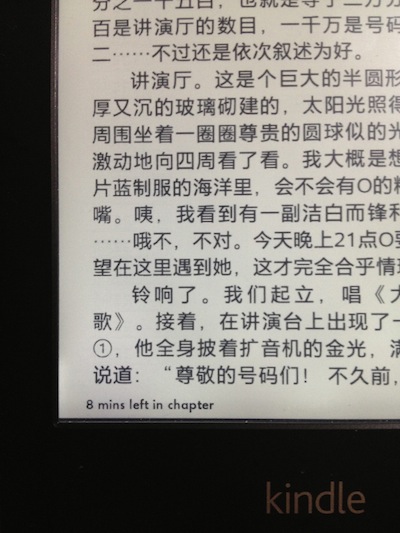 分之一千五百，也就是等于二万分
百是讲演厅的数目，一千万是号码
二……不过还是依次叙述为好。
讲演厅。这是个巨大的半圆形
厚又沉的玻璃砌建的，太阳光照得
周围坐着一圈圈尊贵的圆球似的光
激动地向四周看了看。我大概是想
片蓝制服的海洋里，会不会有O的粉
嘴。咦，我看到有一副洁白而锋利
……哦不，不对。今天晚上21点O要
望在这里遇到她，这才完全合乎情理
铃响了。我们起立，唱《大
歌》。接着，在讲演台上出现了一
①，他全身披着扩音机的金光，满
说道：“尊敬的号码们！不久前，
8 mins left in chapter
kindle